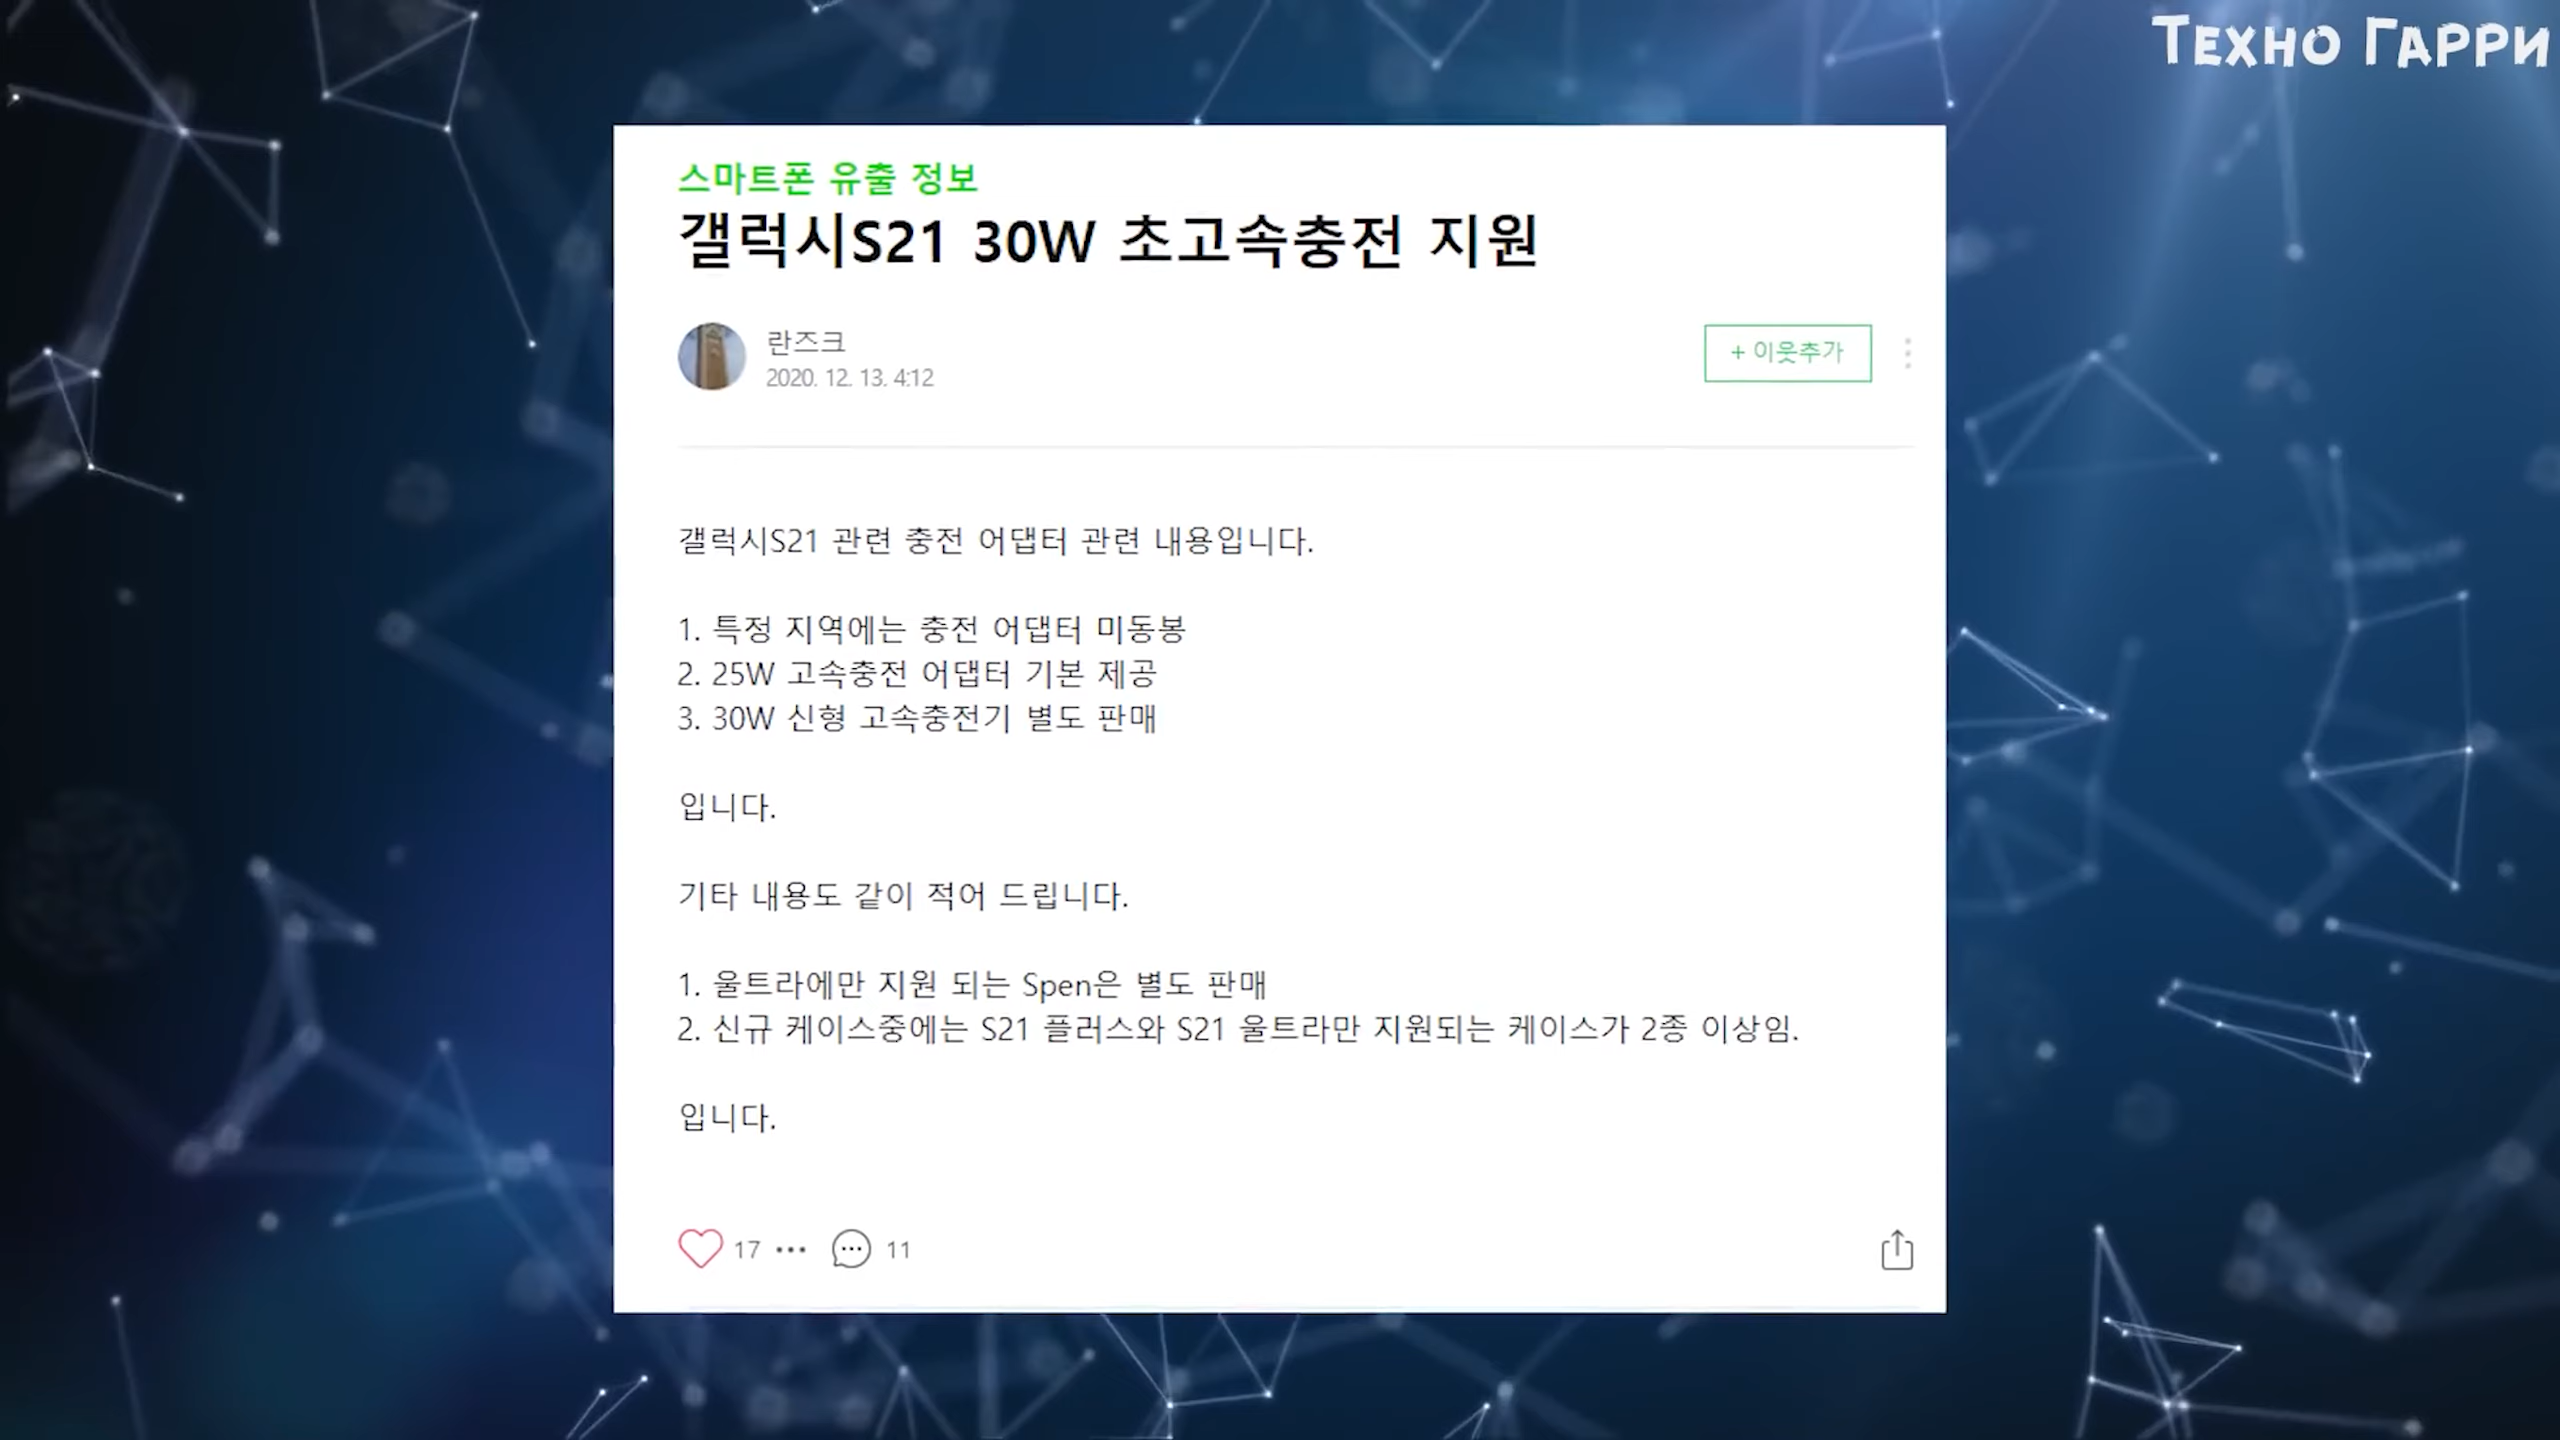 Техно Гарри
스마트폰 유출 정보
갤럭시S21 30W 초고속충전 지원
란즈크
2020. 12. 13. 4:12
+ 이웃추가
갤럭시S21 관련 충전 어댑터 관련 내용입니다.
1. 특정 지역에는 충전 어댑터 미동봉
2. 25W 고속충전 어댑터 기본 제공
3. 30W 신형 고속충전기 별도 판매
입니다.
기타 내용도 같이 적어 드립니다.
1. 울트라에만 지원 되는 Spen은 별도 판매
2. 신규 케이스중에는 S21 플러스와 S21 울트라만 지원되는 케이스가 2종 이상임.
입니다.
17 ••• 11